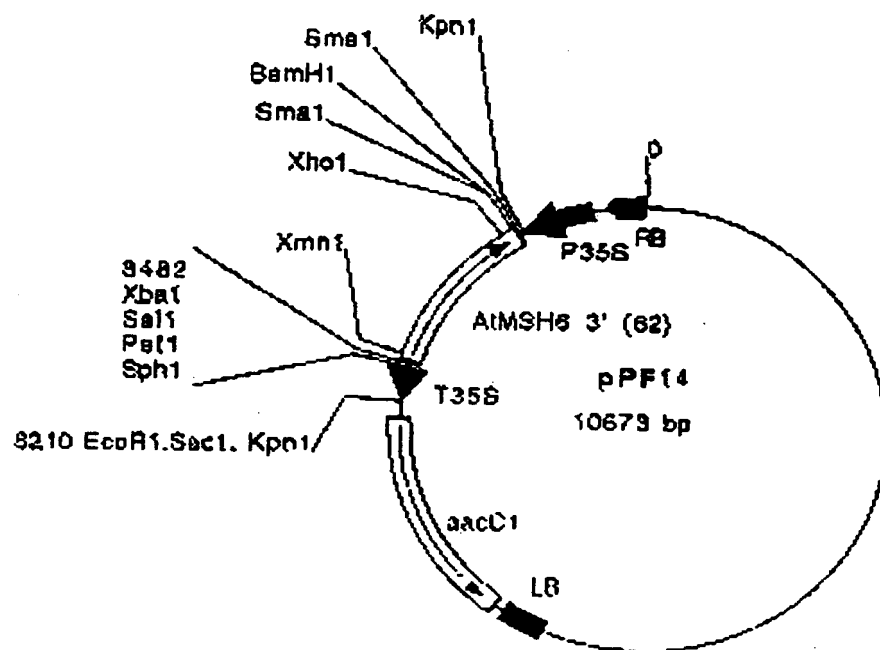 Kpn1
Sma1
BamH1
Sma1
Xho1
D
RB
P35S
Xmn1
8482
Xba1
Sal1
Pst1
Sph1
AtMSH6 3' (62)
pPF14
10673 bp
T35S
8210 EcoR1.Sac1. Kpn1
aacC1
LB